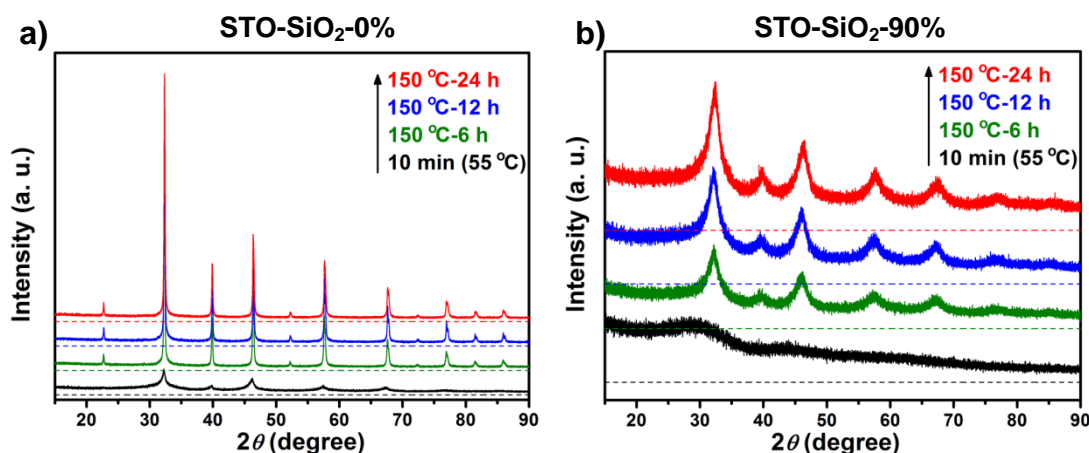 a)
STO-SiO₂-0%
150 °C-24 h
150 °C-12 h
150 °C-6 h
10 min (55 °C)
Intensity (a. u.)
20 30 40 50 60 70 80 90
2θ (degree)
b)
STO-SiO₂-90%
150 °C-24 h
150 °C-12 h
150 °C-6 h
10 min (55 °C)
Intensity (a. u.)
20 30 40 50 60 70 80 90
2θ (degree)